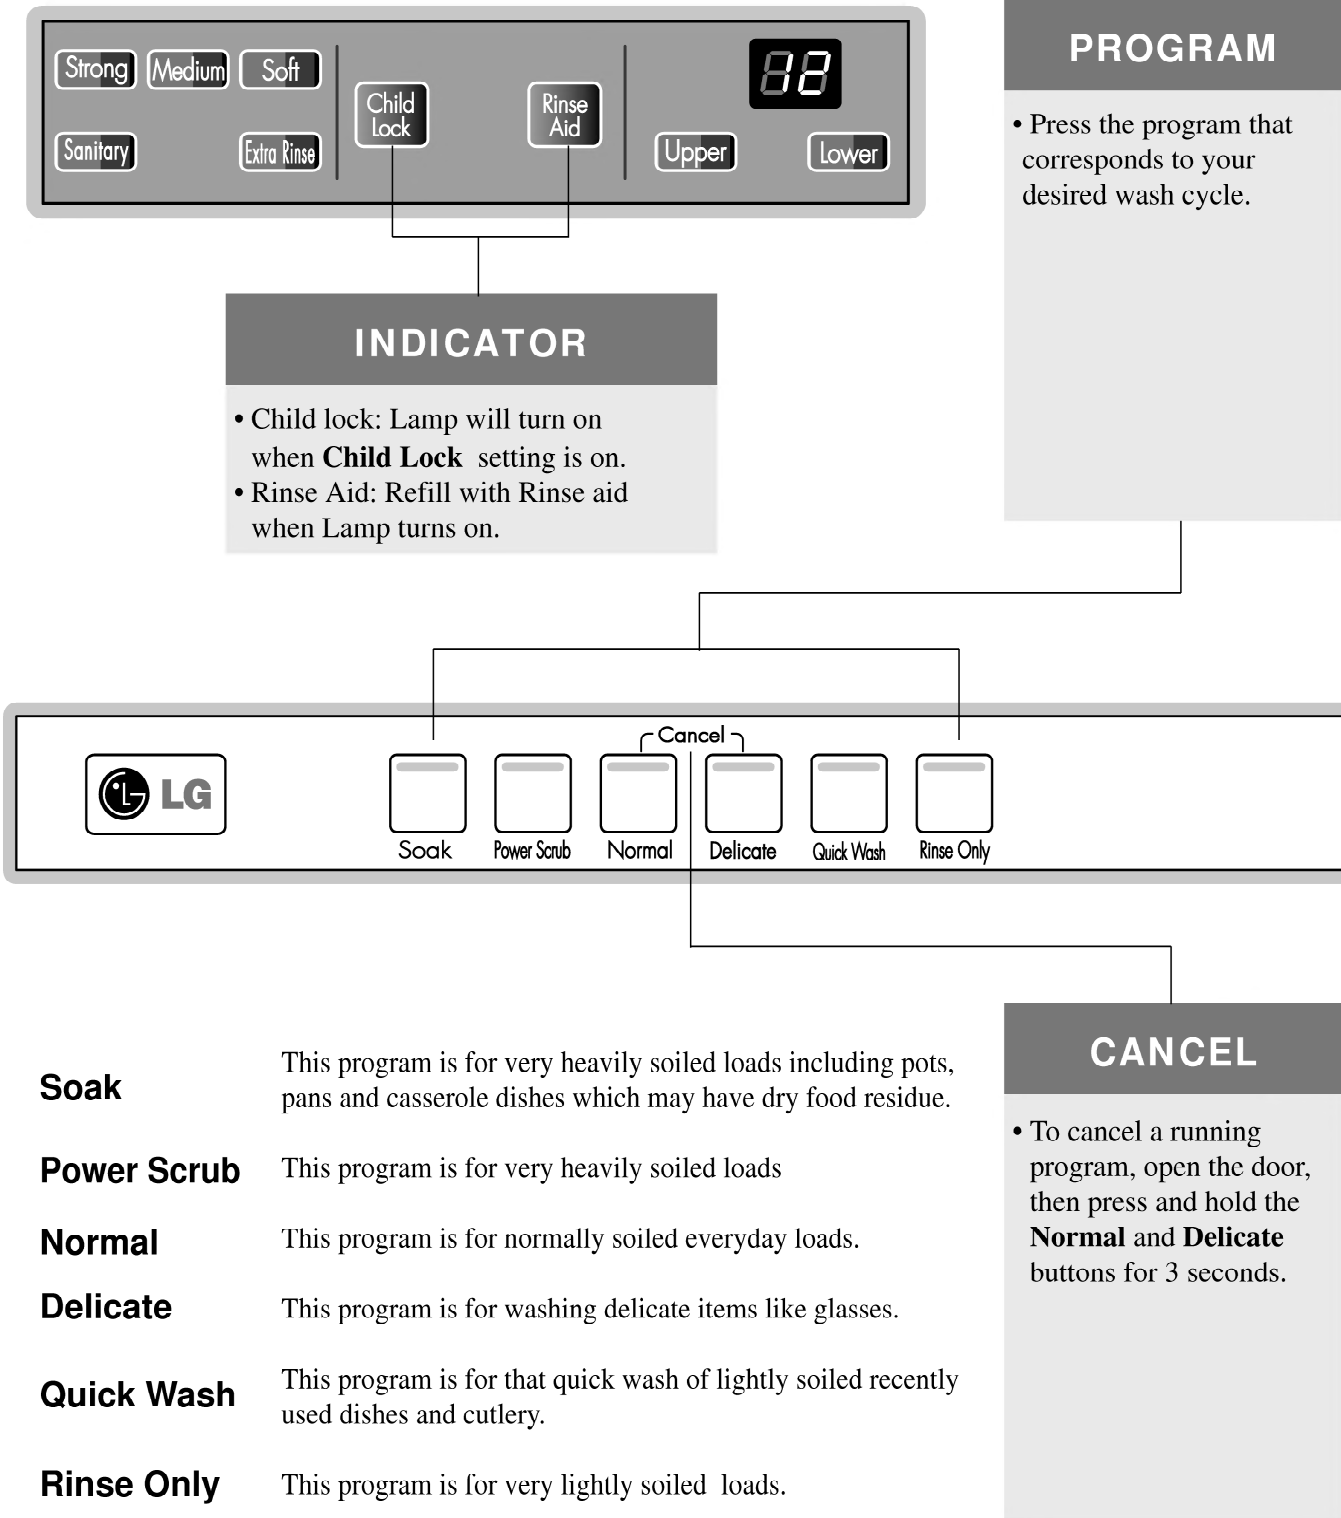 Strong Medium Soft
Sanitary Extra Rinse
Child
Lock
Rinse
Aid
18
Upper Lower
PROGRAM
• Press the program that
corresponds to your
desired wash cycle.
INDICATOR
• Child lock: Lamp will turn on
when Child Lock setting is on.
• Rinse Aid: Refill with Rinse aid
when Lamp turns on.
LG
Cancel
Soak Power Scrub Normal Delicate Quick Wash Rinse Only
Soak
This program is for very heavily soiled loads including pots,
pans and casserole dishes which may have dry food residue.
Power Scrub This program is for very heavily soiled loads
Normal This program is for normally soiled everyday loads.
Delicate This program is for washing delicate items like glasses.
Quick Wash
This program is for that quick wash of lightly soiled recently
used dishes and cutlery.
Rinse Only This program is for very lightly soiled loads.
CANCEL
• To cancel a running
program, open the door,
then press and hold the
Normal and Delicate
buttons for 3 seconds.